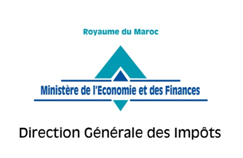 Royaume du Maroc
Ministère de l'Economie et des Finances
Direction Générale des Impôts